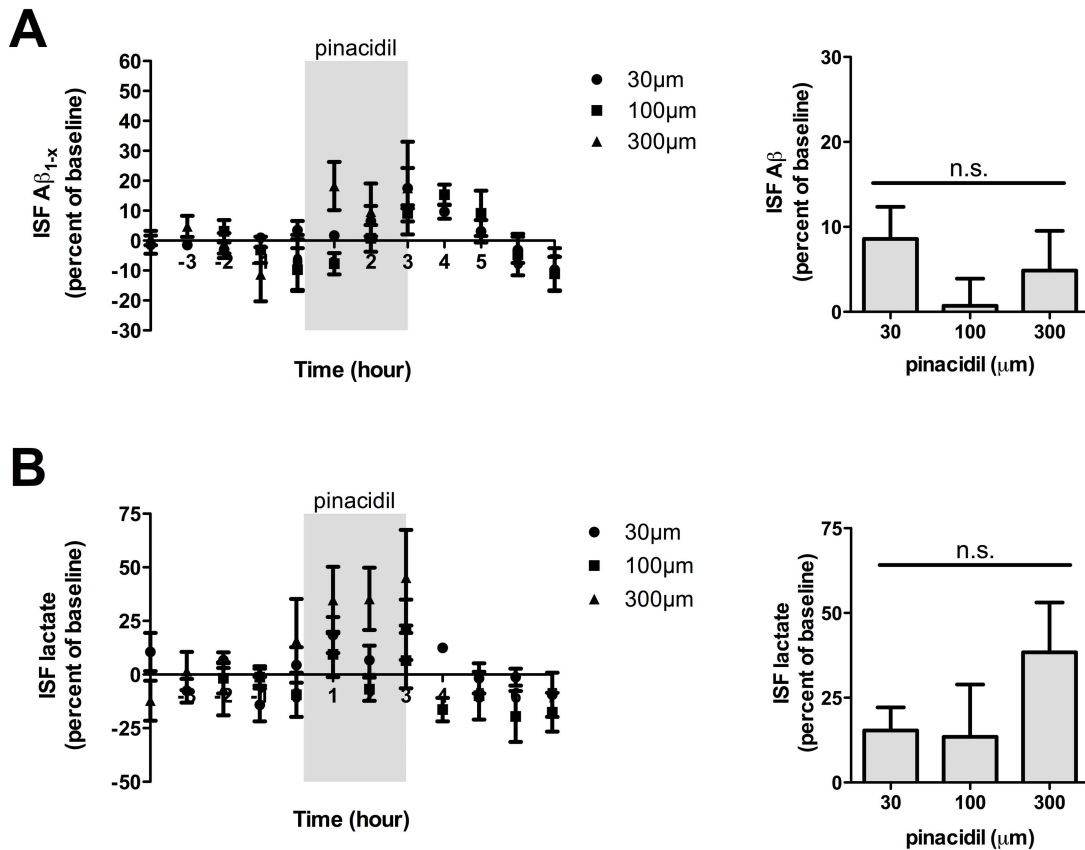 A
pinacidil
60
50
40
30
20
10
0
-10
-20
-30
-3
-2
-1
1
2
3
4
5
ISF Aβ1-x
(percent of baseline)
Time (hour)
30µm
100µm
300µm
30
20
10
0
n.s.
ISF Aβ
(percent of baseline)
30 100 300
pinacidil (µm)
B
pinacidil
75
50
25
0
-25
-50
-3
-2
-1
1
2
3
4
ISF lactate
(percent of baseline)
Time (hour)
30µm
100µm
300µm
75
50
25
0
n.s.
ISF lactate
(percent of baseline)
30 100 300
pinacidil (µm)